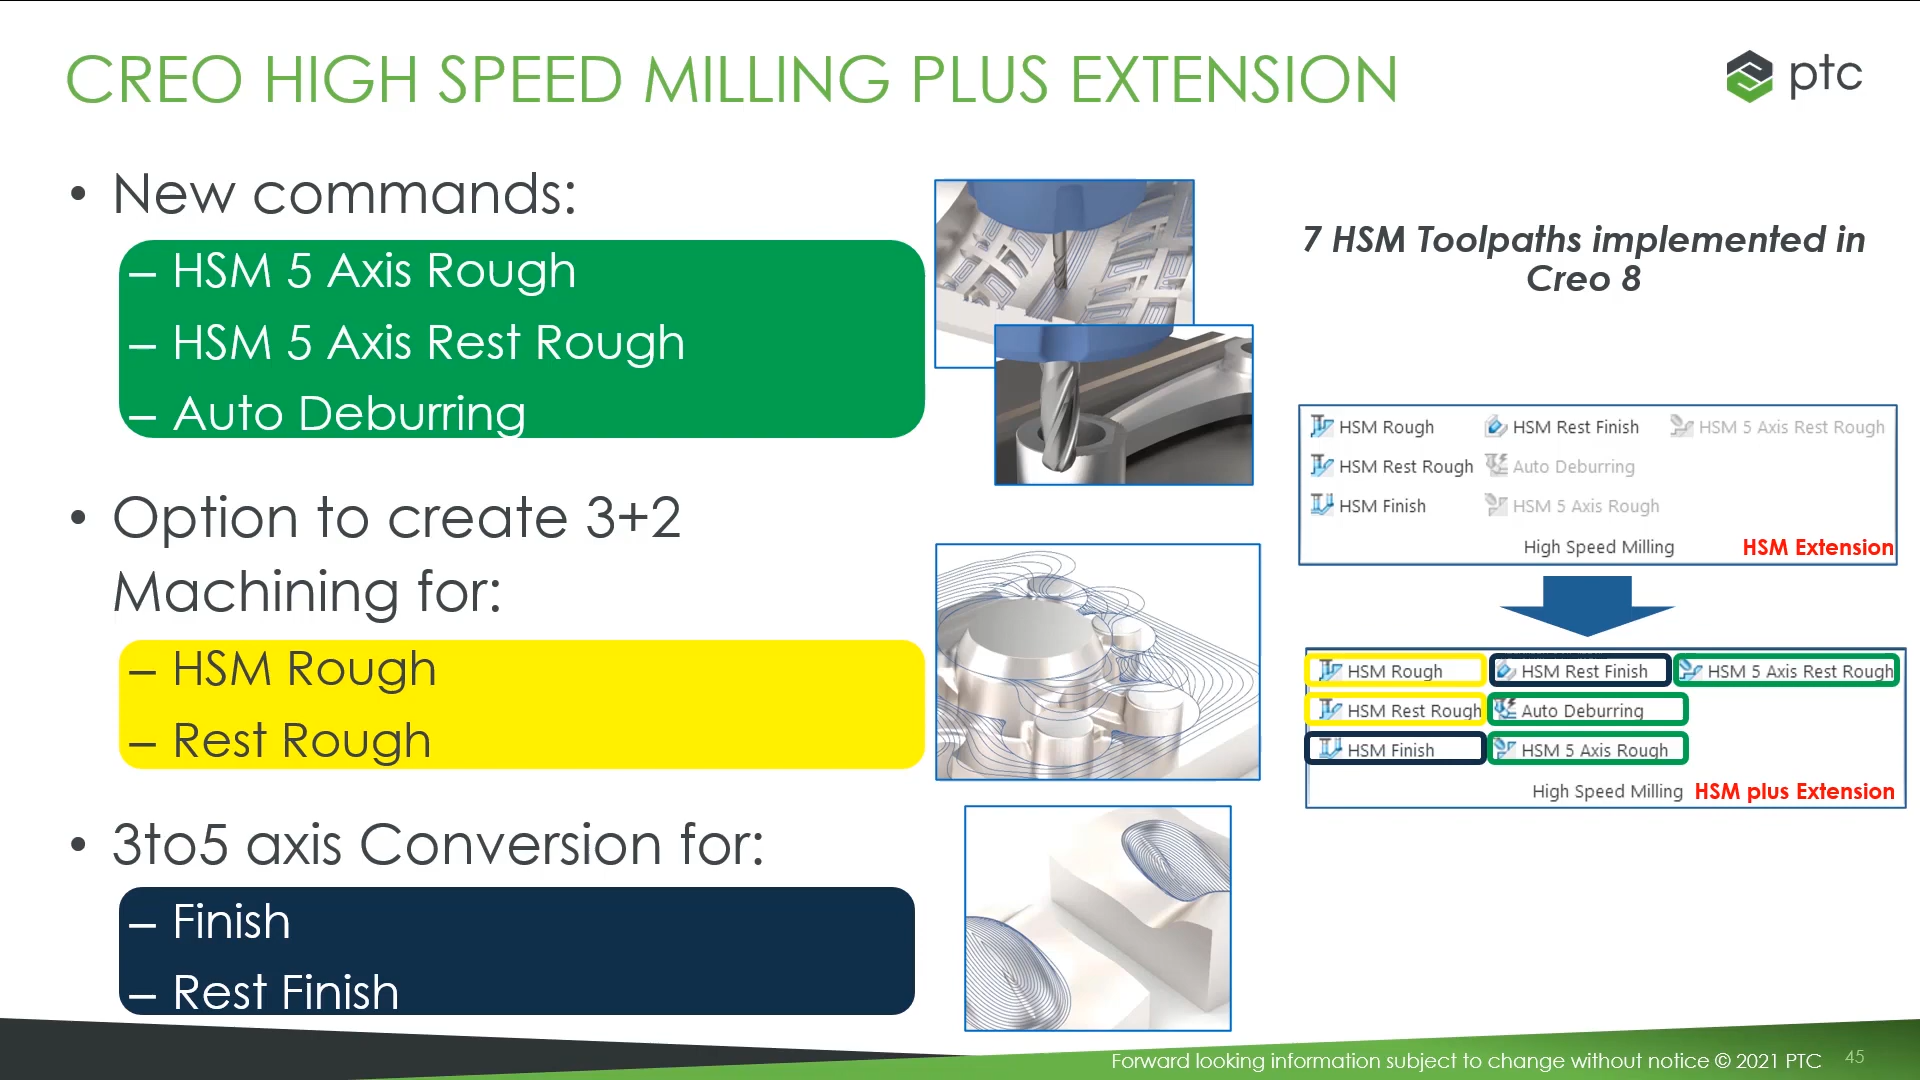 CREO HIGH SPEED MILLING PLUS EXTENSION
ptc
• New commands:
– HSM 5 Axis Rough
– HSM 5 Axis Rest Rough
– Auto Deburring
• Option to create 3+2
Machining for:
– HSM Rough
– Rest Rough
• 3to5 axis Conversion for:
– Finish
– Rest Finish
7 HSM Toolpaths implemented in
Creo 8
HSM Rough HSM Rest Finish HSM 5 Axis Rest Rough
HSM Rest Rough Auto Deburring
HSM Finish HSM 5 Axis Rough
High Speed Milling HSM Extension
HSM Rough HSM Rest Finish HSM 5 Axis Rest Rough
HSM Rest Rough Auto Deburring
HSM Finish HSM 5 Axis Rough
High Speed Milling HSM plus Extension
Forward looking information subject to change without notice © 2021 PTC 45